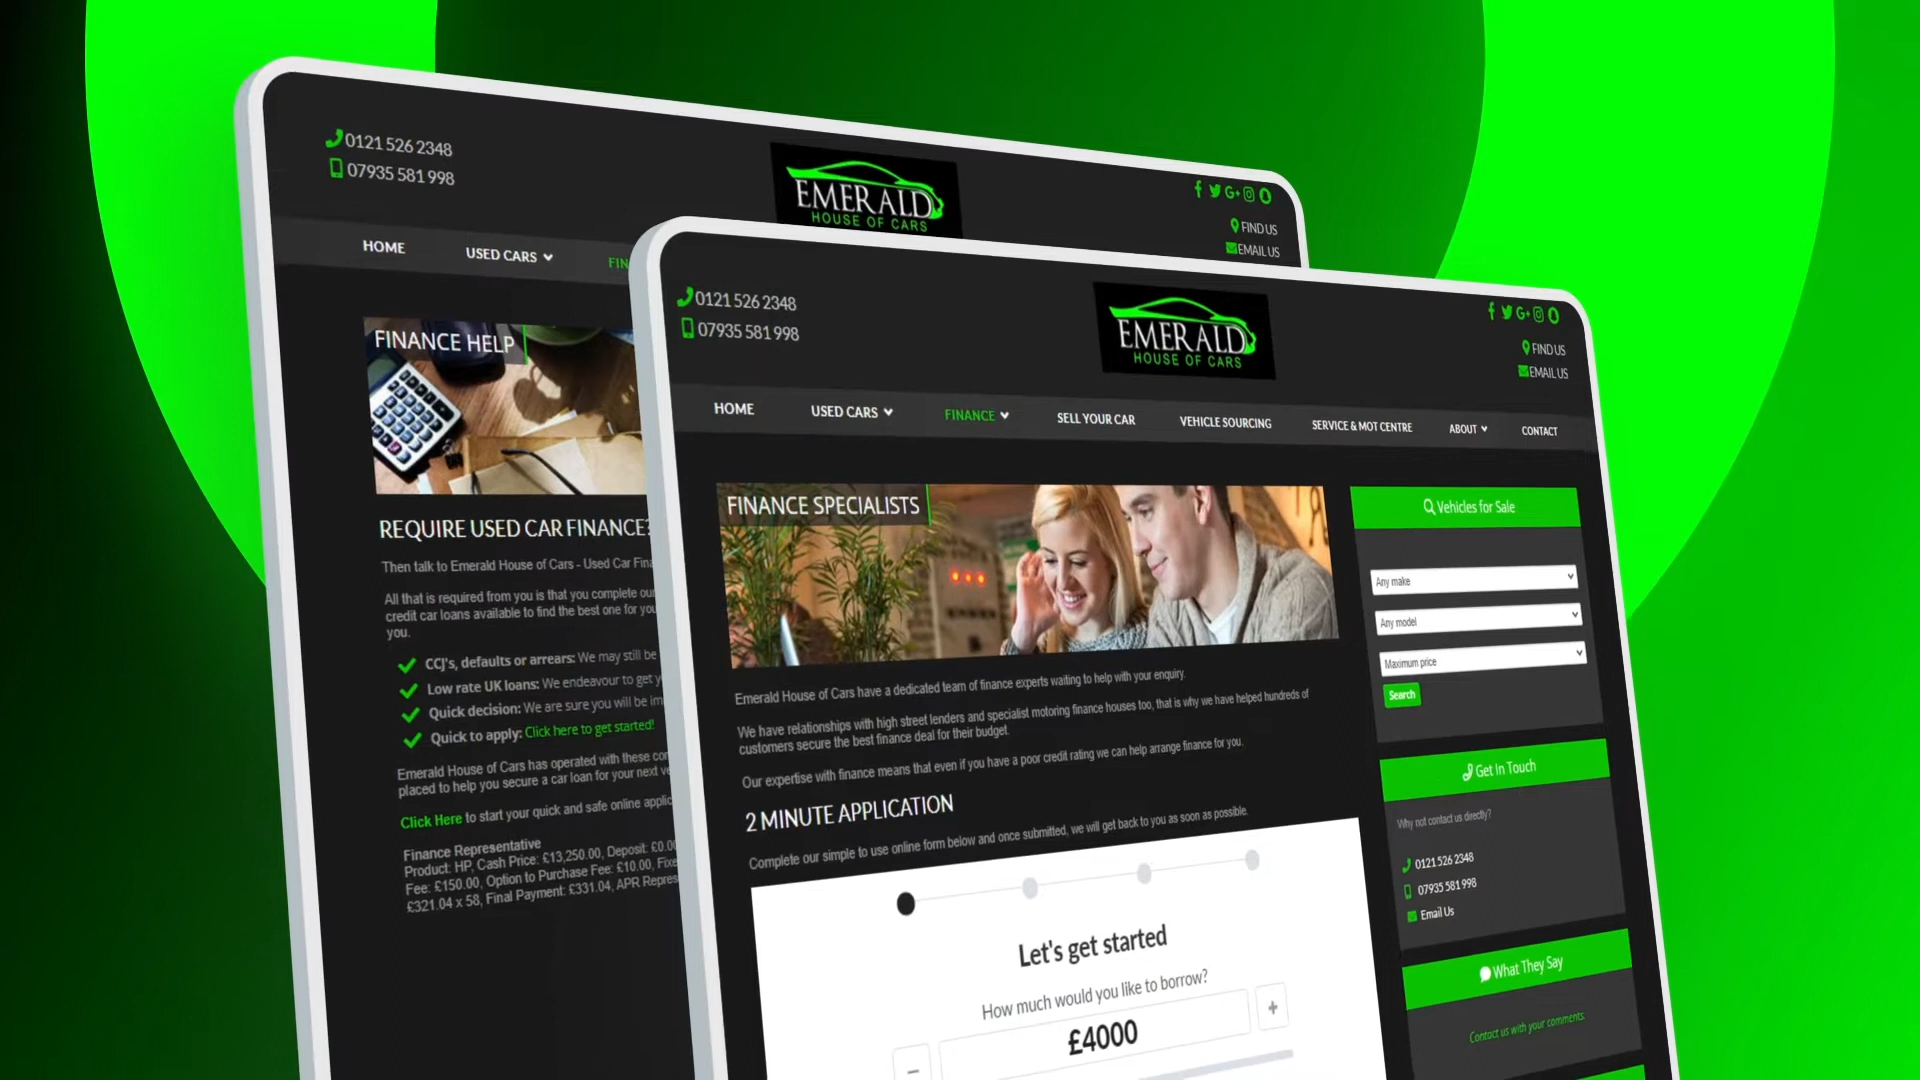 0121 526 2348
07935 581 998
EMERALD
HOUSE OF CARS
FIND US
EMAIL US
HOME
USED CARS
FINANCE HELP
REQUIRE USED CAR FINANCE?
Then talk to Emerald House of Cars - Used Car
All that is required from you is that you complete
credit car loans available to find the best one for you
you.
CCJ's, defaults or arrears: We may still be
Low rate UK loans: We endeavour to get
Quick decision: We are sure you will be
Quick to apply: Click here to get started!
Emerald House of Cars has operated with these
placed to help you secure a car loan for your next
Click Here to start your quick and safe online
Finance Representative
Product: HP, Cash Price: £13,250.00, Deposit:
Fee: £150.00, Option to Purchase Fee: £10.00,
£321.04 x 58, Final Payment: £331.04, APR
0121 526 2348
07935 581 998
EMERALD
HOUSE OF CARS
FIND US
EMAIL US
HOME
USED CARS
FINANCE
SELL YOUR CAR
VEHICLE SOURCING
SERVICE & MOT CENTRE
ABOUT
CONTACT
FINANCE SPECIALISTS
Emerald House of Cars have a dedicated team of finance experts waiting to help with your enquiry.
We have relationships with high street lenders and specialist motoring finance houses too, that is why we have helped hundreds of
customers secure the best finance deal for their budget.
Our expertise with finance means that even if you have a poor credit rating we can help arrange finance for you.
2 MINUTE APPLICATION
Complete our simple to use online form below and once submitted, we will get back to you as soon as possible.
Let's get started
How much would you like to borrow?
− £4000 +
Vehicles for Sale
Any make
Any model
Maximum price
Search
Get In Touch
Why not contact us directly?
0121 526 2348
07935 581 998
Email Us
What They Say
Contact us with your comments.